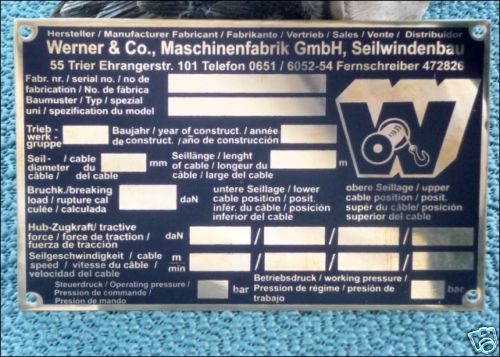 Hersteller / Manufacturer Fabricant / Fabrikante / Vertrieb / Sales / Vente / Distribuidor
Werner & Co., Maschinenfabrik GmbH, Seilwindenbau
55 Trier Ehrangerstr. 101 Telefon 0651 / 6052-54 Fernschreiber 472826
Fabr. nr / serial no. / no de
fabrication / No. de fàbrica
Baumuster / Typ / spezial
uni / spezification du model
Trieb -
werk -
gruppe
Baujahr / year of construct. / année
de construct. / año de construcción
Seil- / cable
diameter du
câble / del cable
mm
Seillänge / lenght
of cable / longeur du
câble / large del cable
m
W
Bruchk./breaking
load / rupture cal
culée / calculada
daN
untere Seillage / lower
cable position / posit.
infér. du câble / posición
inferior del cable
obere Seillage / upper
cable position / posit.
supér du câble/ posición
superior del cable
Hub-Zugkraft/ tractive
force / force de traction /
fuerza de tracción
daN
/ / / /
Seilgeschwindigkeit / cable
speed / vitesse du câble /
velocidad del cable
m
min
/ / / /
Steuerdruck / Operating pressure /
Pression de commande /
Presión de mando
bar
Betriebsdruck / working pressure /
Pression de régime / presión de
trabajo
bar